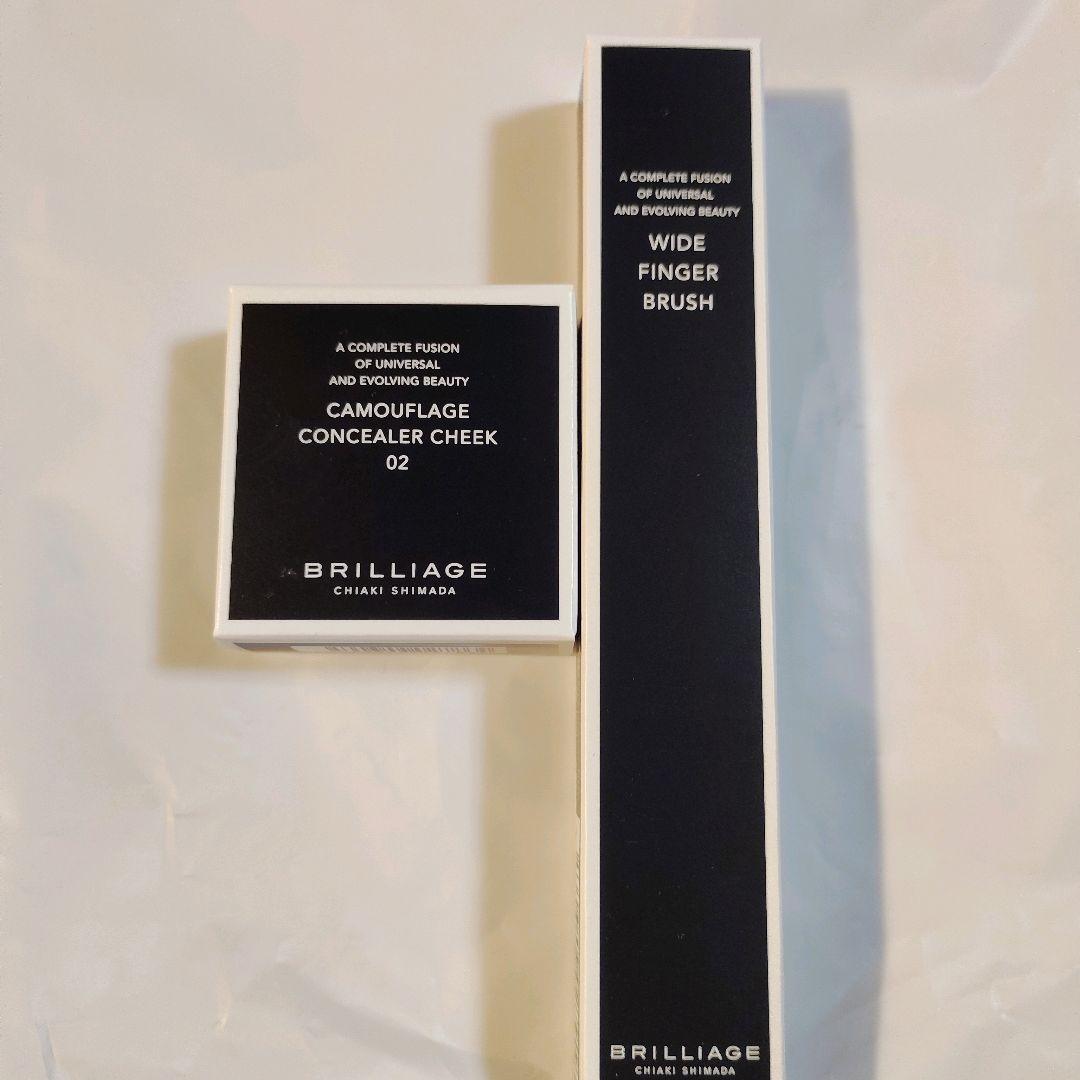 A COMPLETE FUSION
OF UNIVERSAL
AND EVOLVING BEAUTY
CAMOUFLAGE
CONCEALER CHEEK
02
BRILLIAGE
CHIAKI SHIMADA
A COMPLETE FUSION
OF UNIVERSAL
AND EVOLVING BEAUTY
WIDE
FINGER
BRUSH
BRILLIAGE
CHIAKI SHIMADA